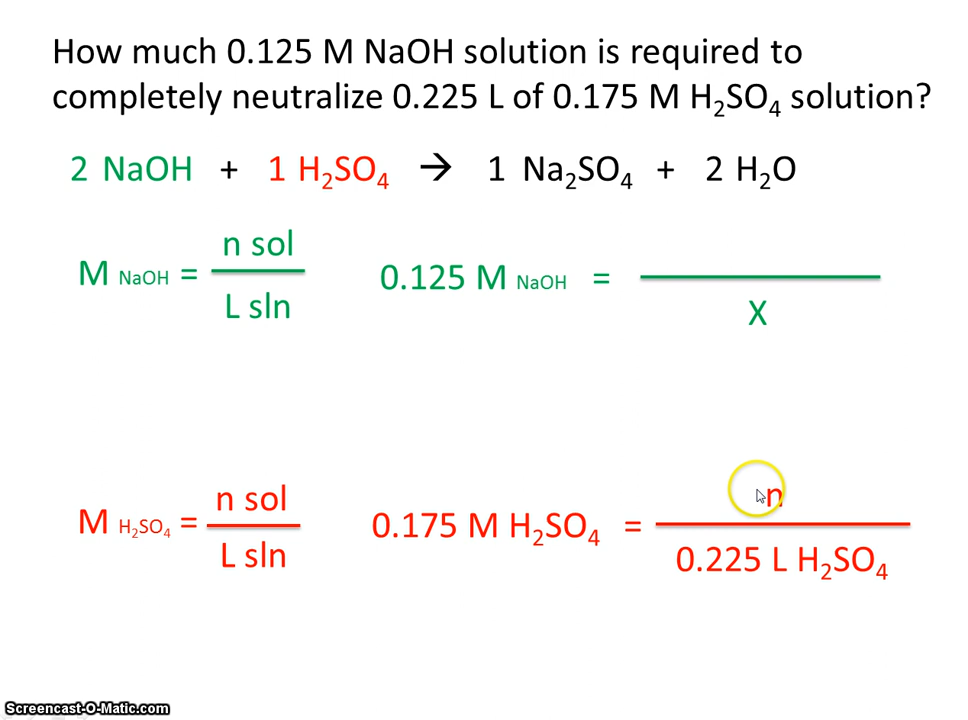 How much 0.125 M NaOH solution is required to
completely neutralize 0.225 L of 0.175 M H₂SO₄ solution?
2 NaOH + 1 H₂SO₄ → 1 Na₂SO₄ + 2 H₂O
n sol
M NaOH =
L sln
0.125 M NaOH =
X
n sol
M H₂SO₄ =
L sln
n
0.175 M H₂SO₄ =
0.225 L H₂SO₄
Screencast-O-Matic.com